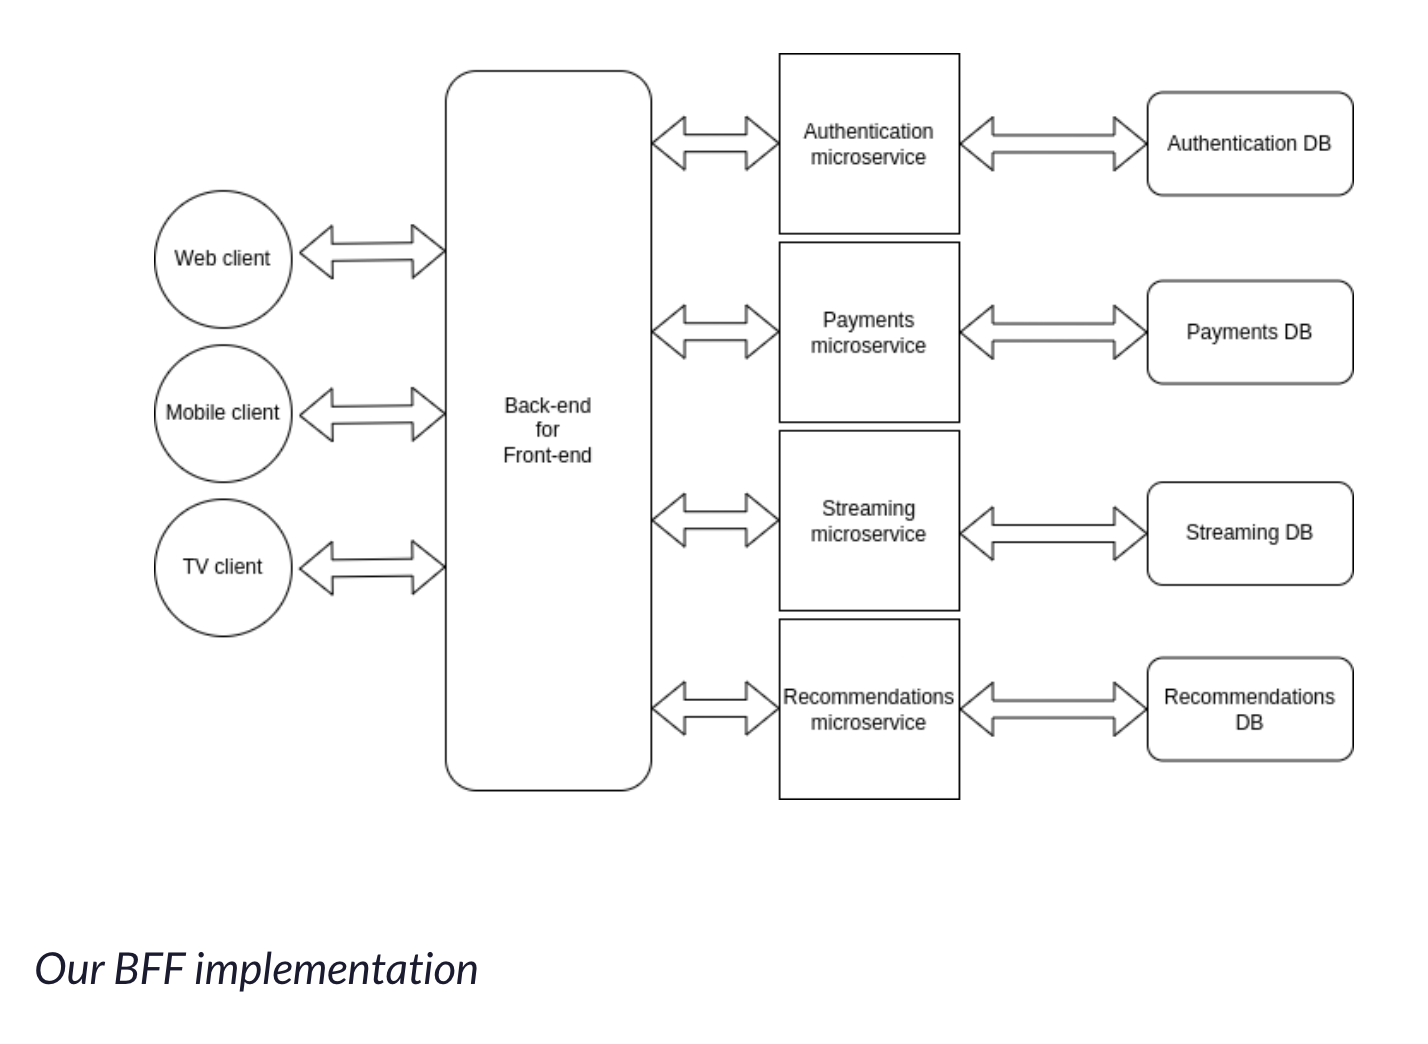 Web client
Mobile client
TV client
Back-end
for
Front-end
Authentication
microservice
Authentication DB
Payments
microservice
Payments DB
Streaming
microservice
Streaming DB
Recommendations
microservice
Recommendations
DB
Our BFF implementation